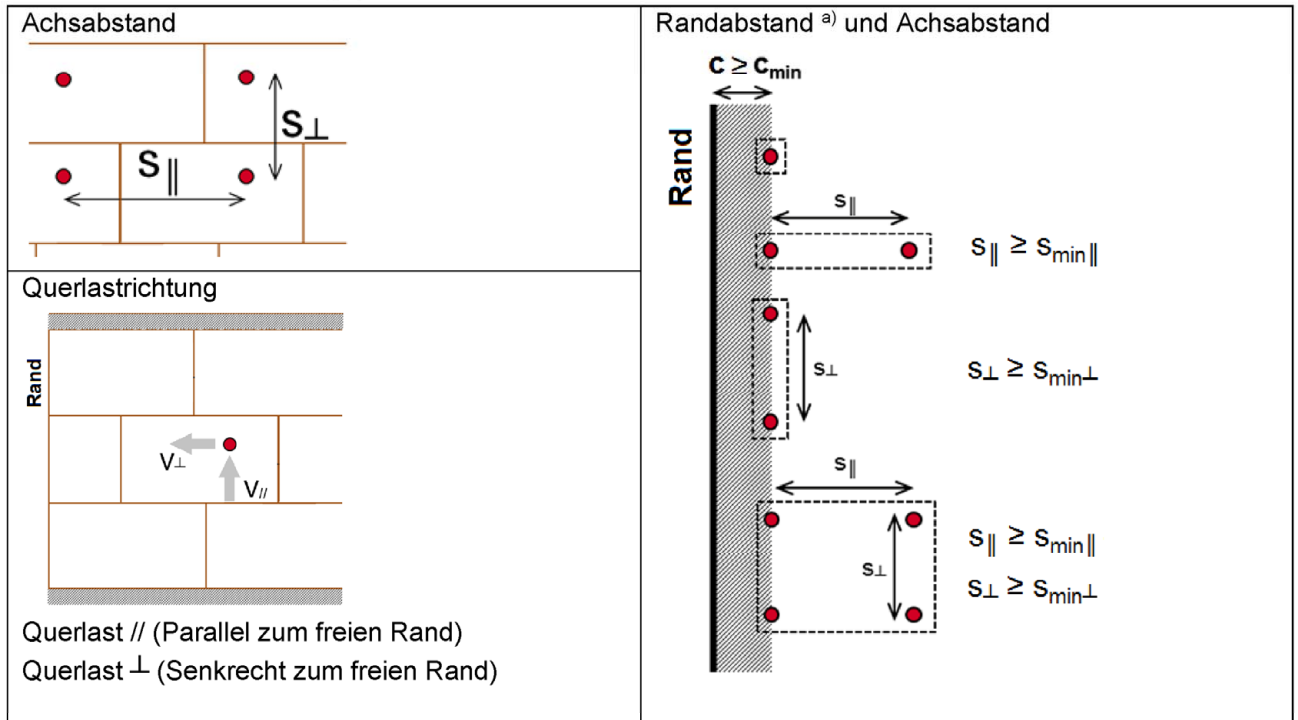 Achsabstand
S⊥
S||
Querlastrichtung
Rand
V⊥
V//
Querlast // (Parallel zum freien Rand)
Querlast ⊥ (Senkrecht zum freien Rand)
Randabstand a) und Achsabstand
c ≥ cmin
Rand
s||
s|| ≥ smin||
s⊥
s⊥ ≥ smin⊥
s||
s⊥
s|| ≥ smin||
s⊥ ≥ smin⊥